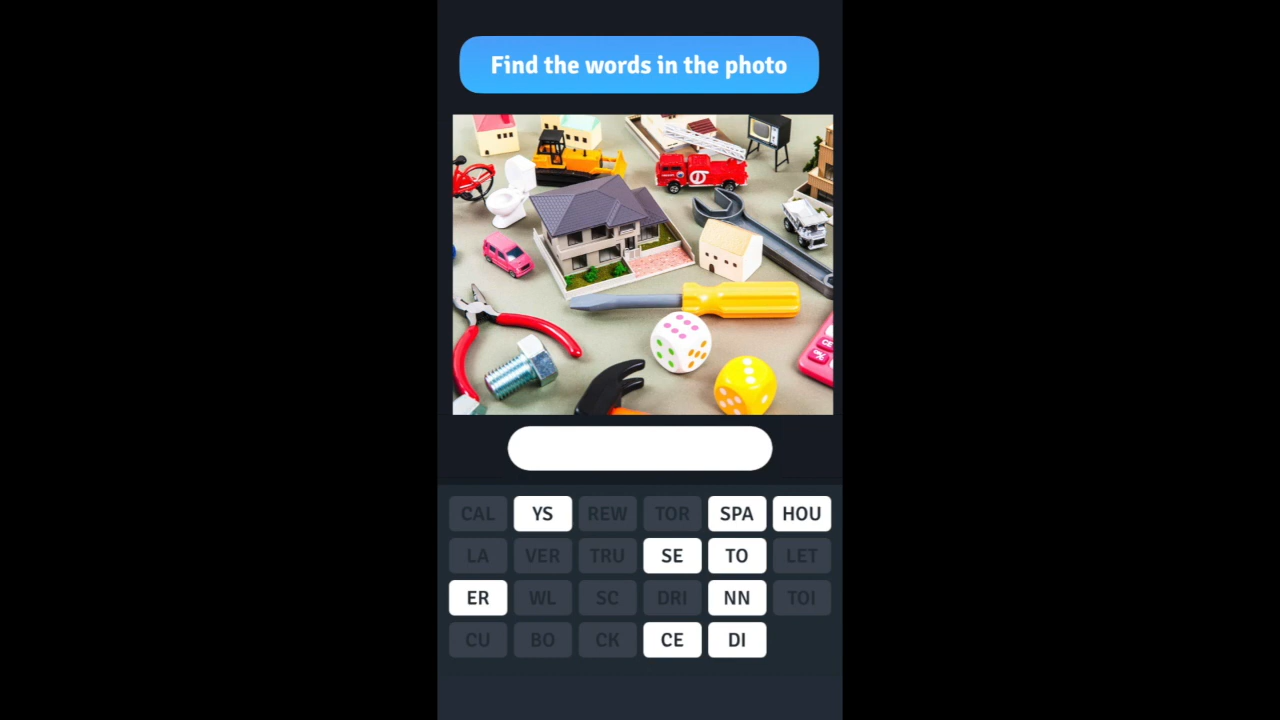 Find the words in the photo
CAL YS REW TOR SPA HOU
LA VER TRU SE TO LET
ER WL SC DRI NN TOI
CU BO CK CE DI